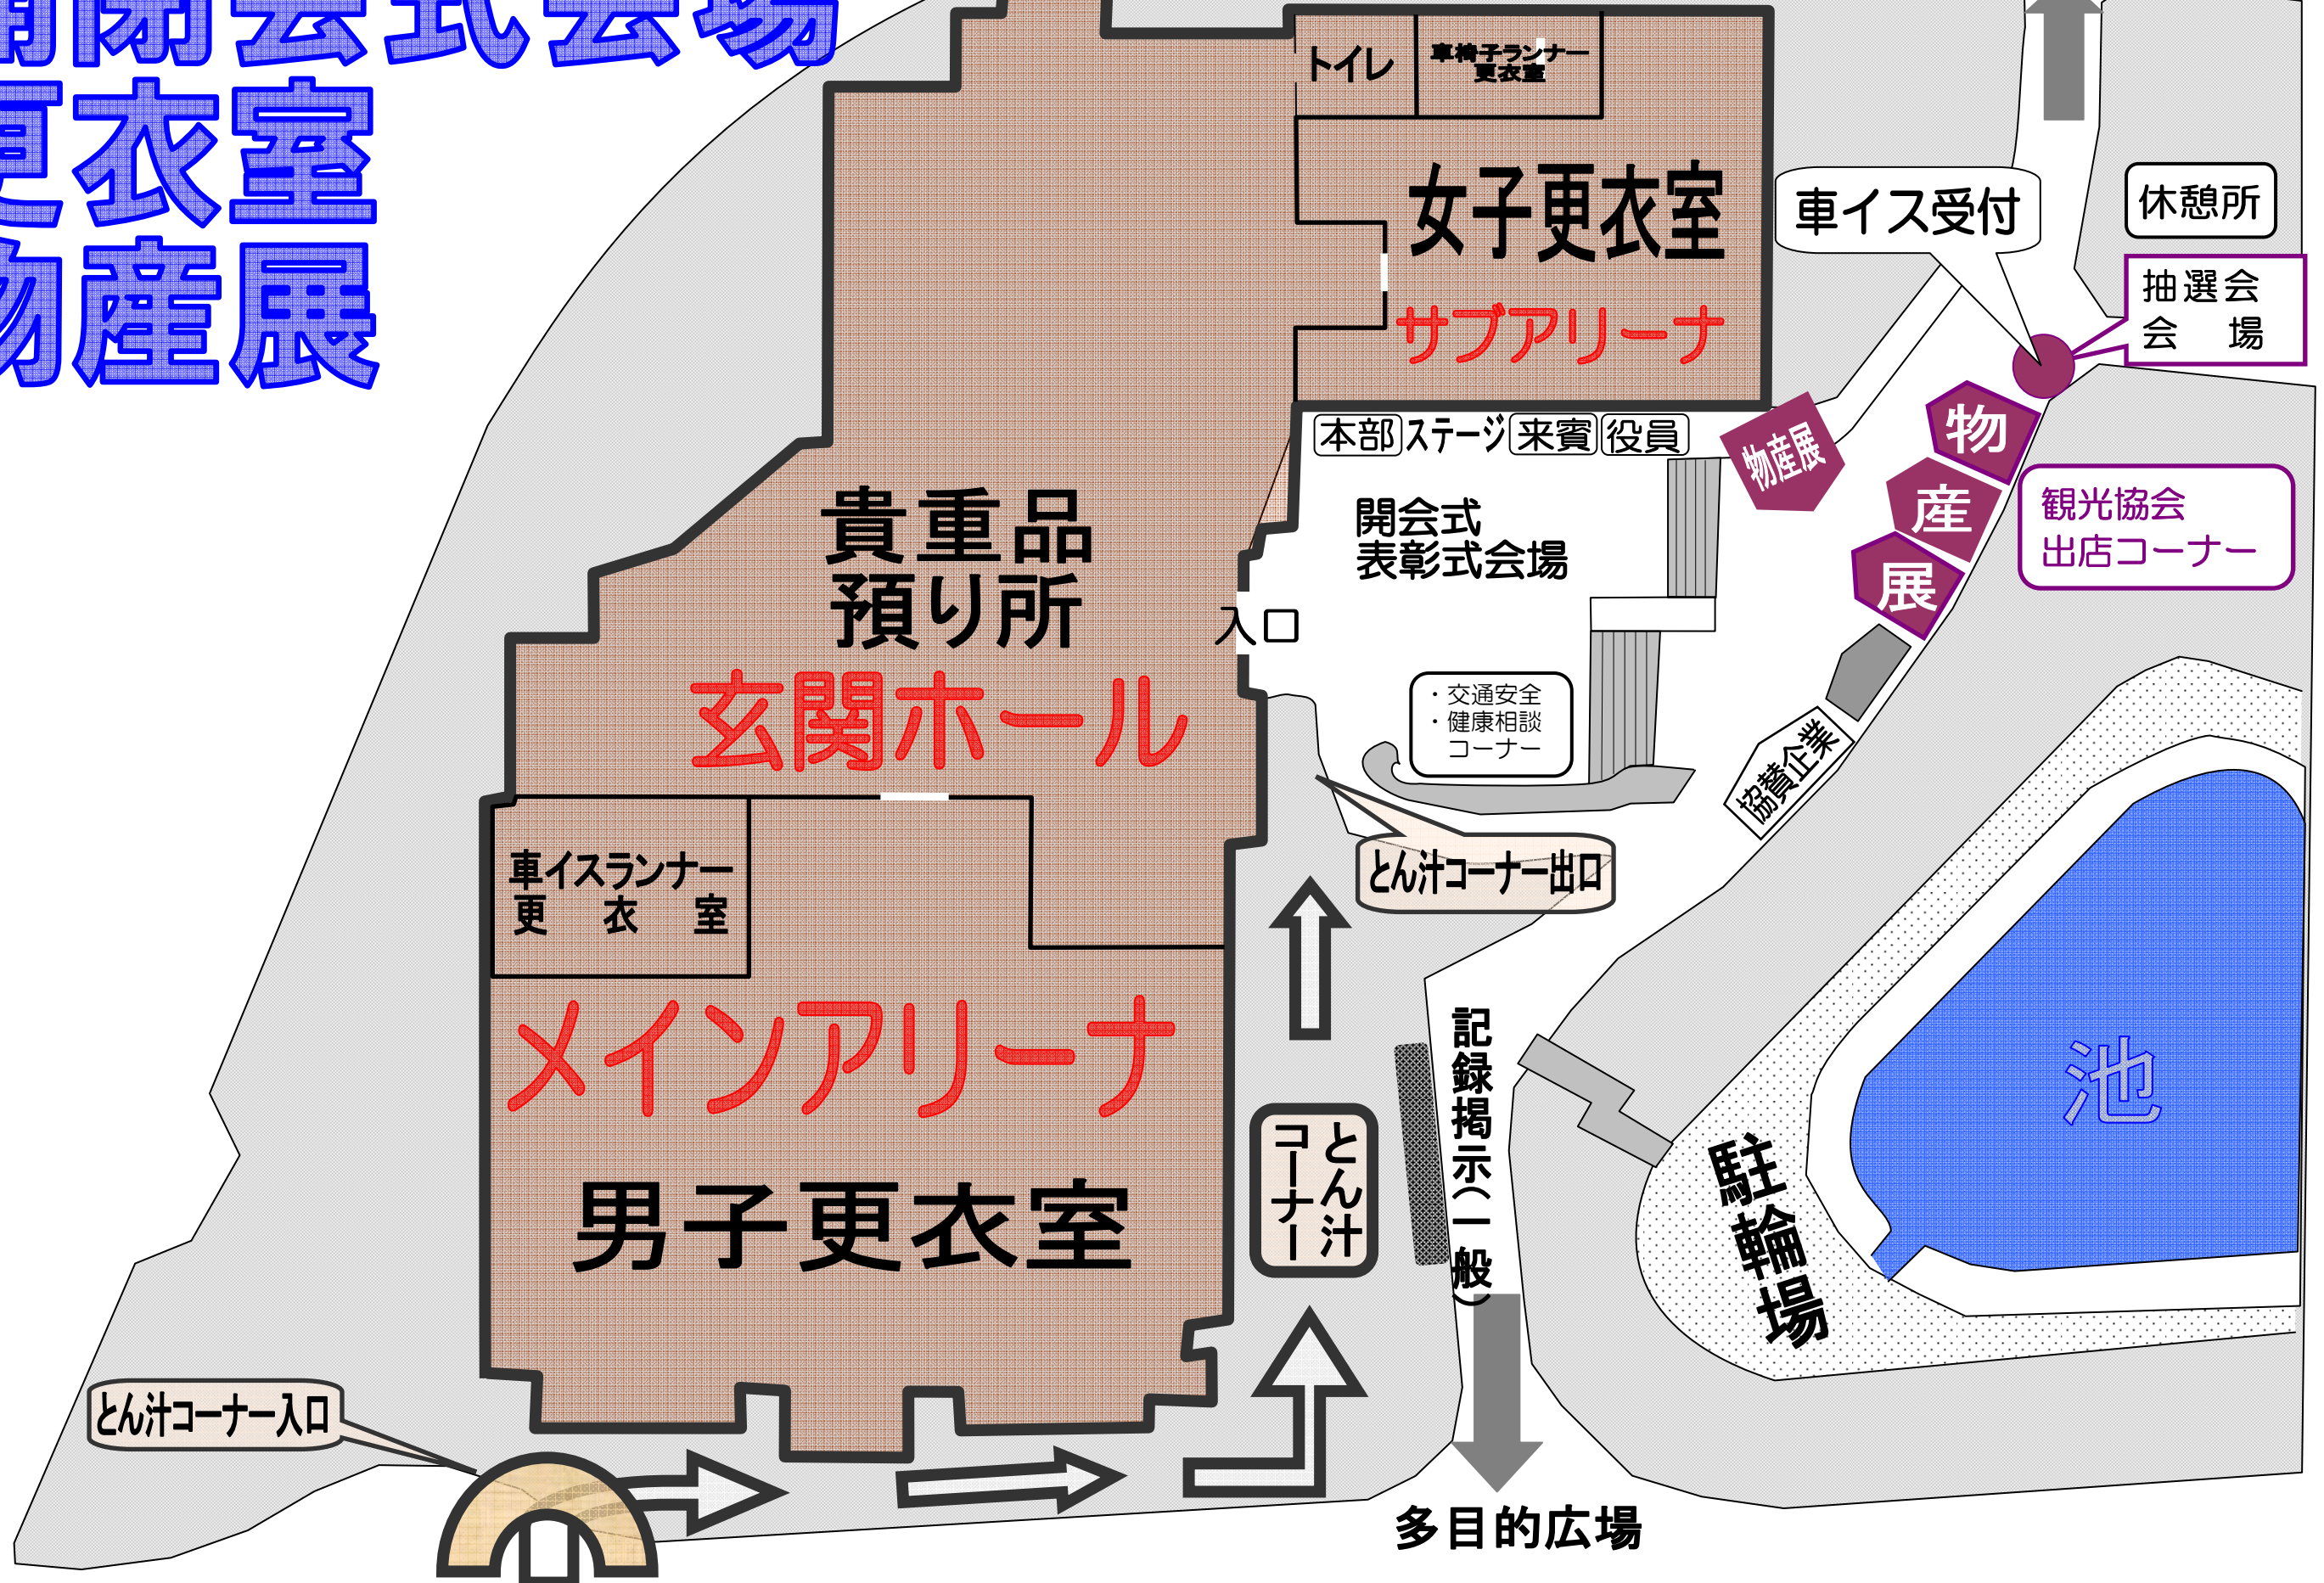 開閉会式会場
更衣室
物産展
トイレ
車椅子ランナー
更衣室
女子更衣室
サブアリーナ
車イス受付
休憩所
抽選会
会　場
本部 ステージ 来賓 役員
物産展
物
産
展
観光協会
出店コーナー
開会式
表彰式会場
貴重品
預り所
入口
玄関ホール
・交通安全
・健康相談
コーナー
協賛企業
車イスランナー
更　衣　室
とん汁コーナー出口
メインアリーナ
記録掲示(一般)
池
とん汁
コーナー
男子更衣室
駐輪場
とん汁コーナー入口
多目的広場